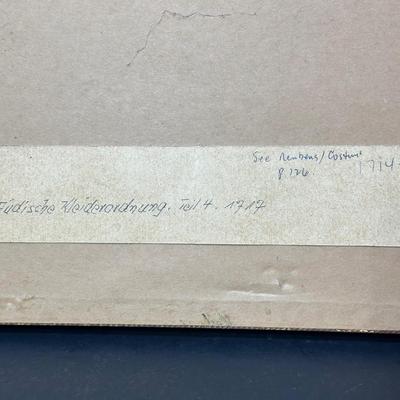 See Rubens/Costume
p 126
1714-
Jüdische Kleiderordnung. Teil 4. 1717